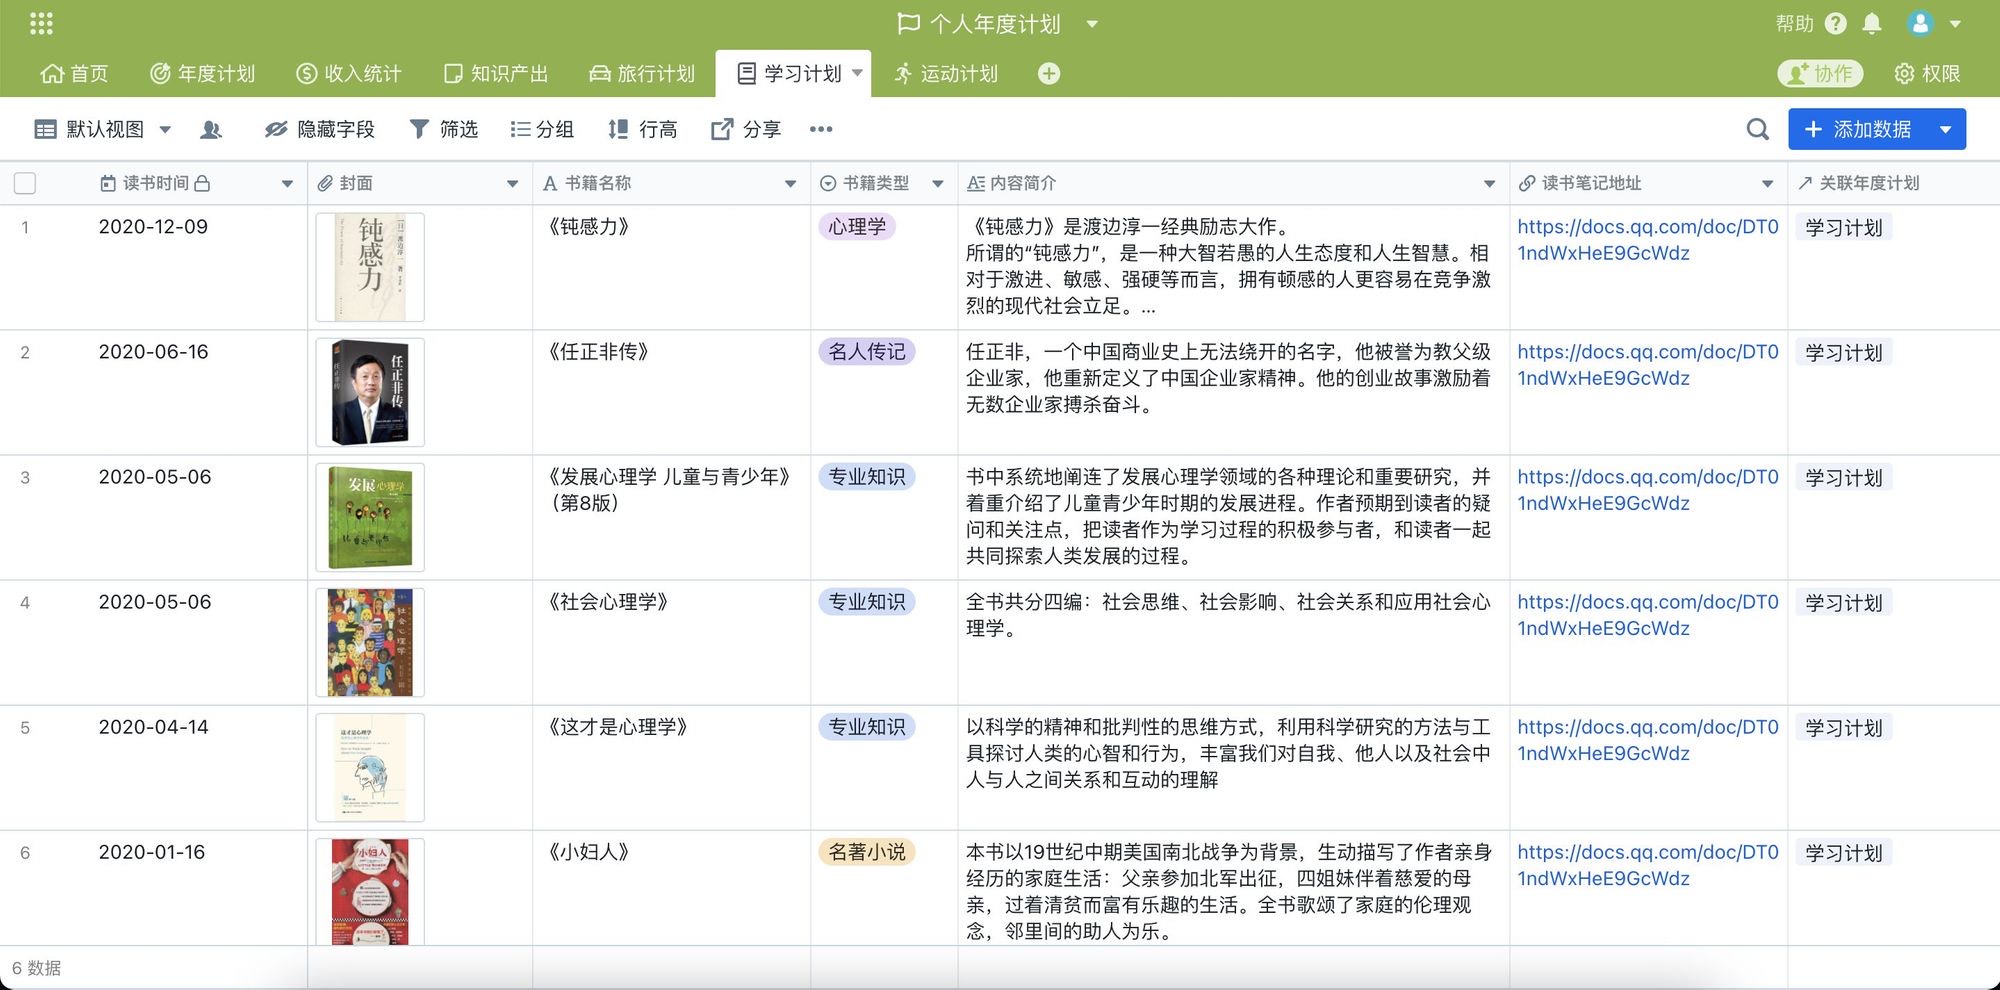 个人年度计划
帮助
首页 年度计划 收入统计 知识产出 旅行计划 学习计划 运动计划 协作 权限
默认视图 隐藏字段 筛选 分组 行高 分享 添加数据
读书时间 封面 书籍名称 书籍类型 内容简介 读书笔记地址 关联年度计划
1 2020-12-09
钝感力
《钝感力》 心理学
《钝感力》是渡边淳一经典励志大作。
所谓的“钝感力”，是一种大智若愚的人生态度和人生智慧。相
对于激进、敏感、强硬等而言，拥有顿感的人更容易在竞争激
烈的现代社会立足。...
https://docs.qq.com/doc/DT0
1ndWxHeE9GcWdz
学习计划
2 2020-06-16
任正非传
《任正非传》 名人传记
任正非，一个中国商业史上无法绕开的名字，他被誉为教父级
企业家，他重新定义了中国企业家精神。他的创业故事激励着
无数企业家搏杀奋斗。
https://docs.qq.com/doc/DT0
1ndWxHeE9GcWdz
学习计划
3 2020-05-06
发展心理学
《发展心理学 儿童与青少年》
（第8版）
专业知识
书中系统地阐连了发展心理学领域的各种理论和重要研究，并
着重介绍了儿童青少年时期的发展进程。作者预期到读者的疑
问和关注点，把读者作为学习过程的积极参与者，和读者一起
共同探索人类发展的过程。
https://docs.qq.com/doc/DT0
1ndWxHeE9GcWdz
学习计划
4 2020-05-06
社会心理学
《社会心理学》 专业知识
全书共分四编：社会思维、社会影响、社会关系和应用社会心
理学。
https://docs.qq.com/doc/DT0
1ndWxHeE9GcWdz
学习计划
5 2020-04-14
这才是心理学
《这才是心理学》 专业知识
以科学的精神和批判性的思维方式，利用科学研究的方法与工
具探讨人类的心智和行为，丰富我们对自我、他人以及社会中
人与人之间关系和互动的理解
https://docs.qq.com/doc/DT0
1ndWxHeE9GcWdz
学习计划
6 2020-01-16
小妇人
《小妇人》 名著小说
本书以19世纪中期美国南北战争为背景，生动描写了作者亲身
经历的家庭生活：父亲参加北军出征，四姐妹伴着慈爱的母
亲，过着清贫而富有乐趣的生活。全书歌颂了家庭的伦理观
念，邻里间的助人为乐。
https://docs.qq.com/doc/DT0
1ndWxHeE9GcWdz
学习计划
6 数据